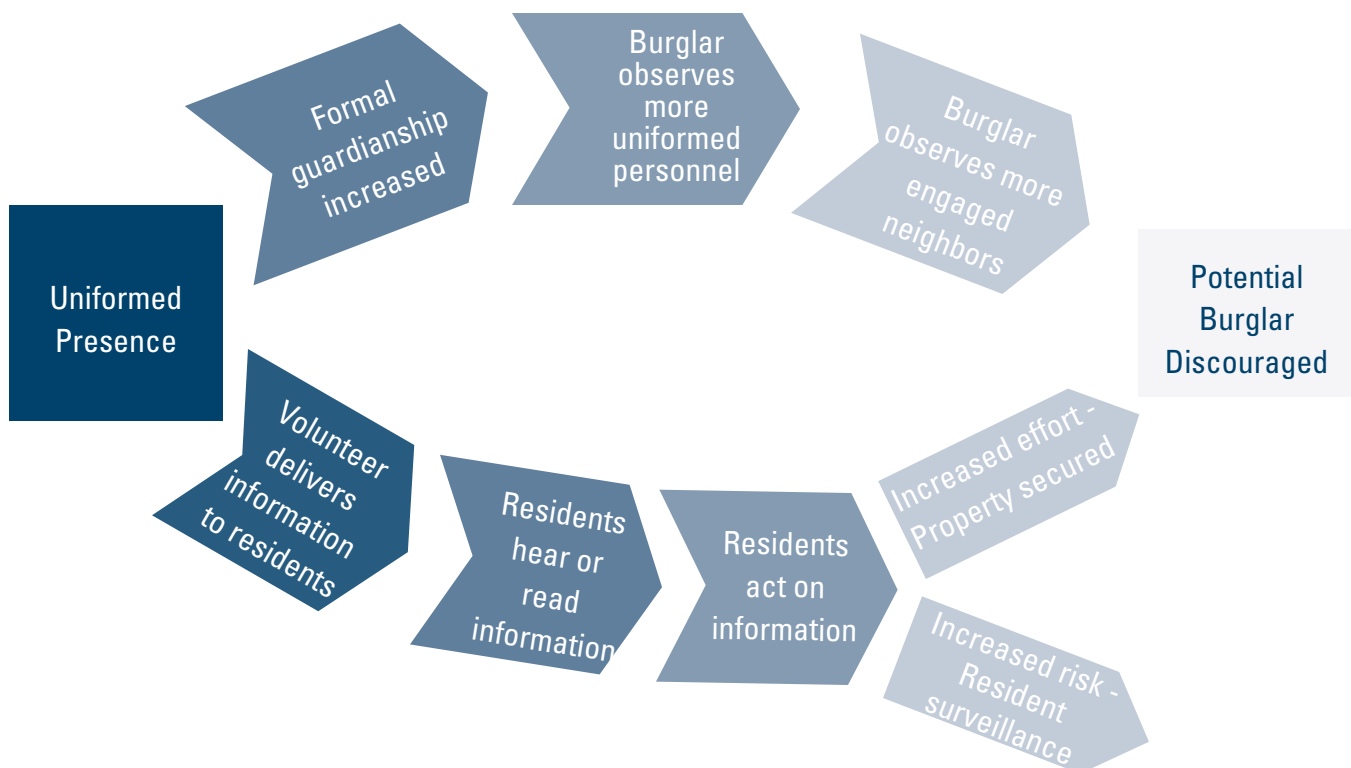 Uniformed
Presence
Formal
guardianship
increased
Burglar
observes
more
uniformed
personnel
Burglar
observes more
engaged
neighbors
Volunteer
delivers
information
to residents
Residents
hear or
read
information
Residents
act on
information
Increased effort -
Property secured
Increased risk -
Resident
surveillance
Potential
Burglar
Discouraged